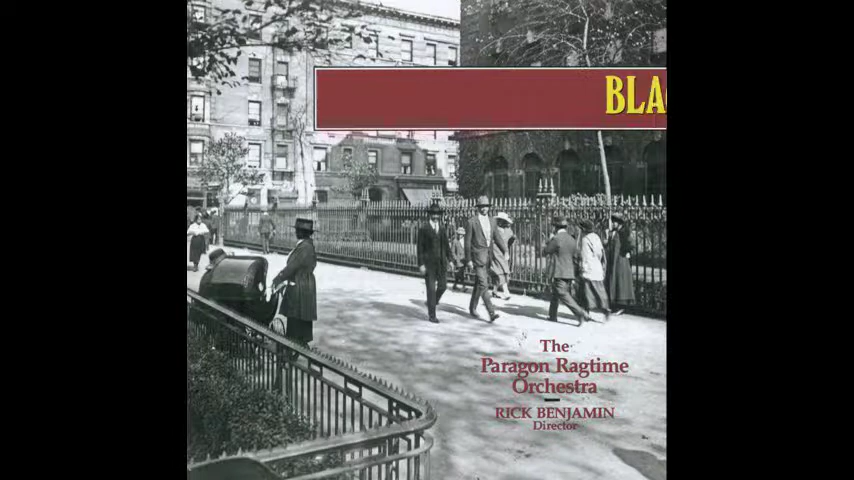 BLA
The
Paragon Ragtime
Orchestra
RICK BENJAMIN
Director